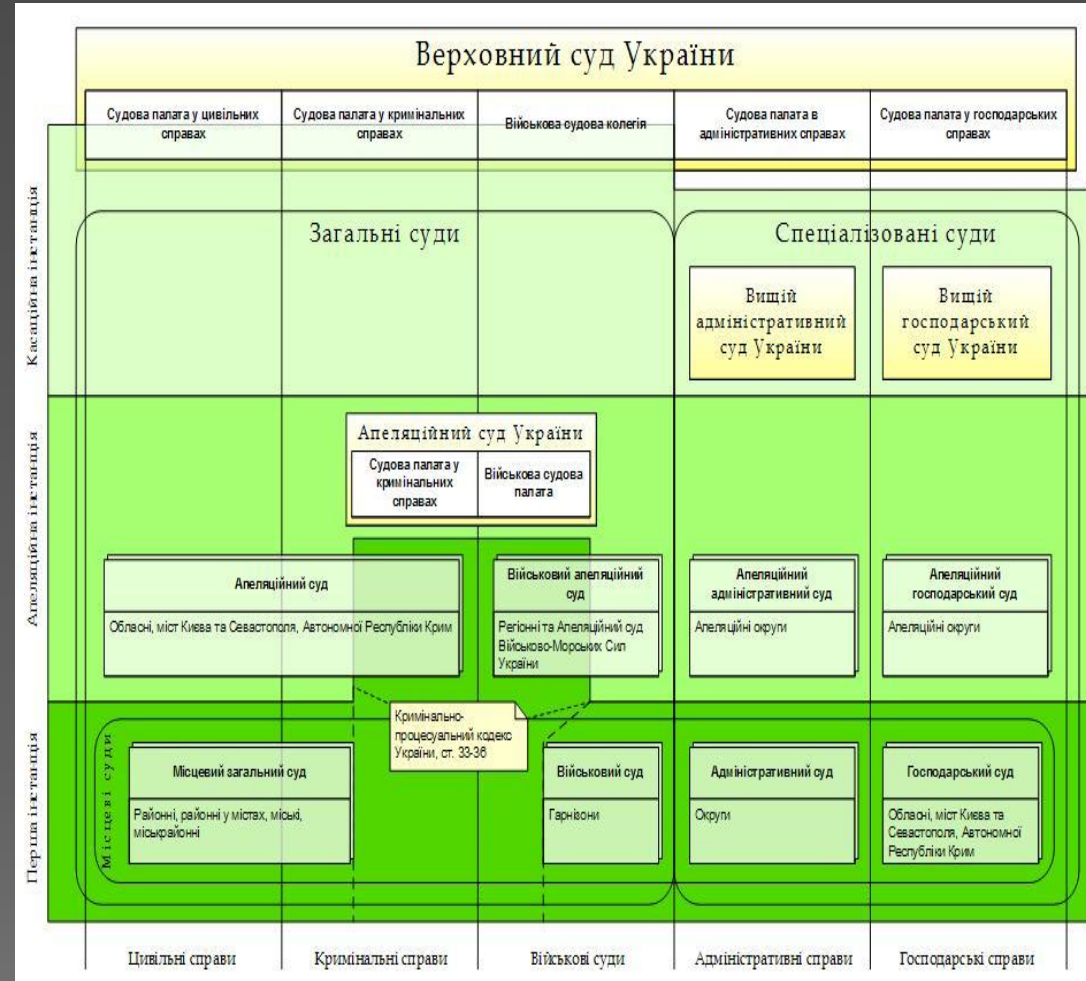 Верховний суд України
Судова палата у цивільних
справах
Судова палата у кримінальних
справах
Військова судова колегія
Судова палата в
адміністративних справах
Судова палата у господарських
справах
Касаційна інстанція
Загальні суди
Спеціалізовані суди
Вищій
адміністративний
суд України
Вищій
господарський
суд України
Апеляційна інстанція
Апеляційний суд України
Судова палата у
кримінальних
справах
Військова судова
палата
Апеляційний суд
Обласні, міст Києва та Севастополя, Автономної Республіки Крим
Військовий апеляційний
суд
Регіонні та Апеляційний суд
Військово-Морських Сил
України
Апеляційний
адміністративний суд
Апеляційні округи
Апеляційний
господарський суд
Апеляційні округи
Перша інстанція
Місцеві суди
Кримінально-
процесуальний кодекс
України, ст. 33-36
Місцевий загальний суд
Районні, районні у містах, міські,
міськрайонні
Військовий суд
Гарнізони
Адміністративний суд
Округи
Господарський суд
Обласні, міст Києва та
Севастополя, Автономної
Республіки Крим
Цивільні справи
Кримінальні справи
Військові суди
Адміністративні справи
Господарські справи